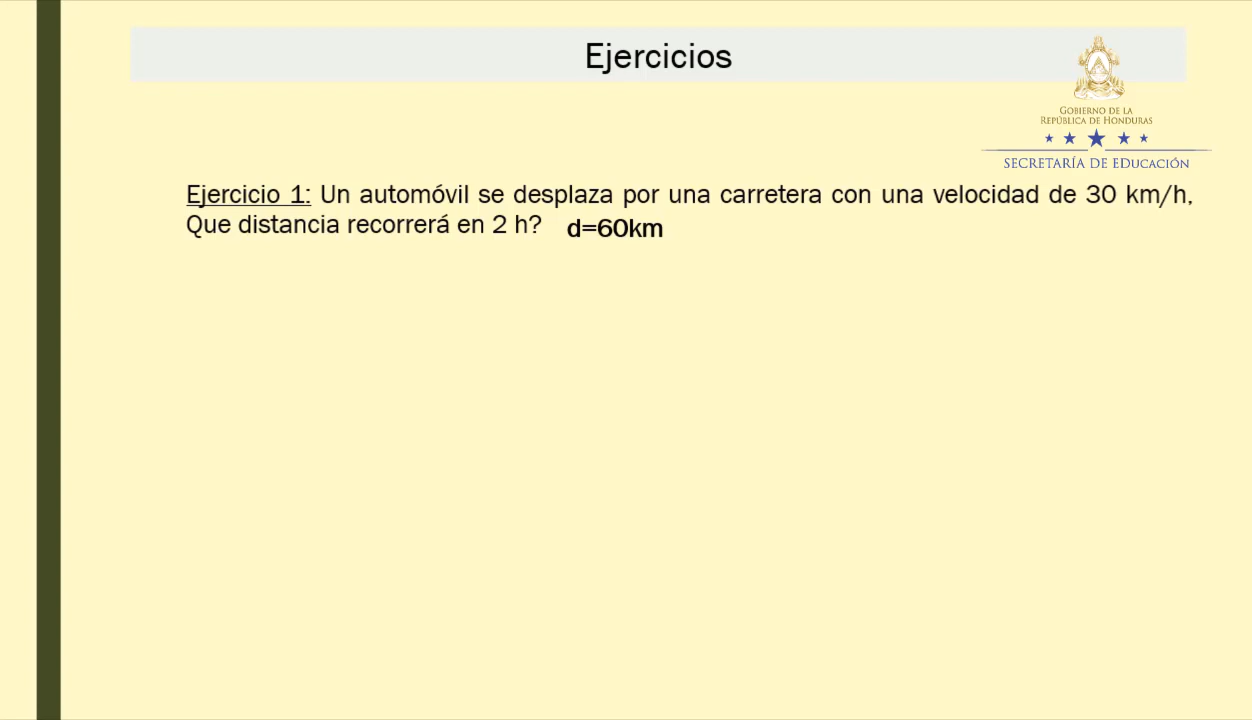 Ejercicios
GOBIERNO DE LA
REPÚBLICA DE HONDURAS
SECRETARÍA DE EDUCACIÓN
Ejercicio 1: Un automóvil se desplaza por una carretera con una velocidad de 30 km/h,
Que distancia recorrerá en 2 h? d=60km